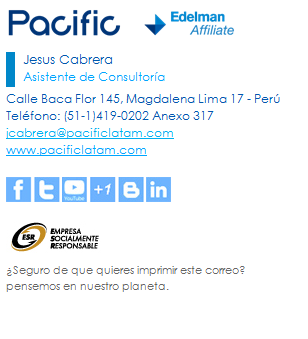 Pacific
Edelman
Affiliate
Jesus Cabrera
Asistente de Consultoría
Calle Baca Flor 145, Magdalena Lima 17 - Perú
Teléfono: (51-1)419-0202 Anexo 317
jcabrera@pacificlatam.com
www.pacificlatam.com
f t You YouTube +1 B in
ESR
EMPRESA
SOCIALMENTE
RESPONSABLE
¿Seguro de que quieres imprimir este correo?
pensemos en nuestro planeta.